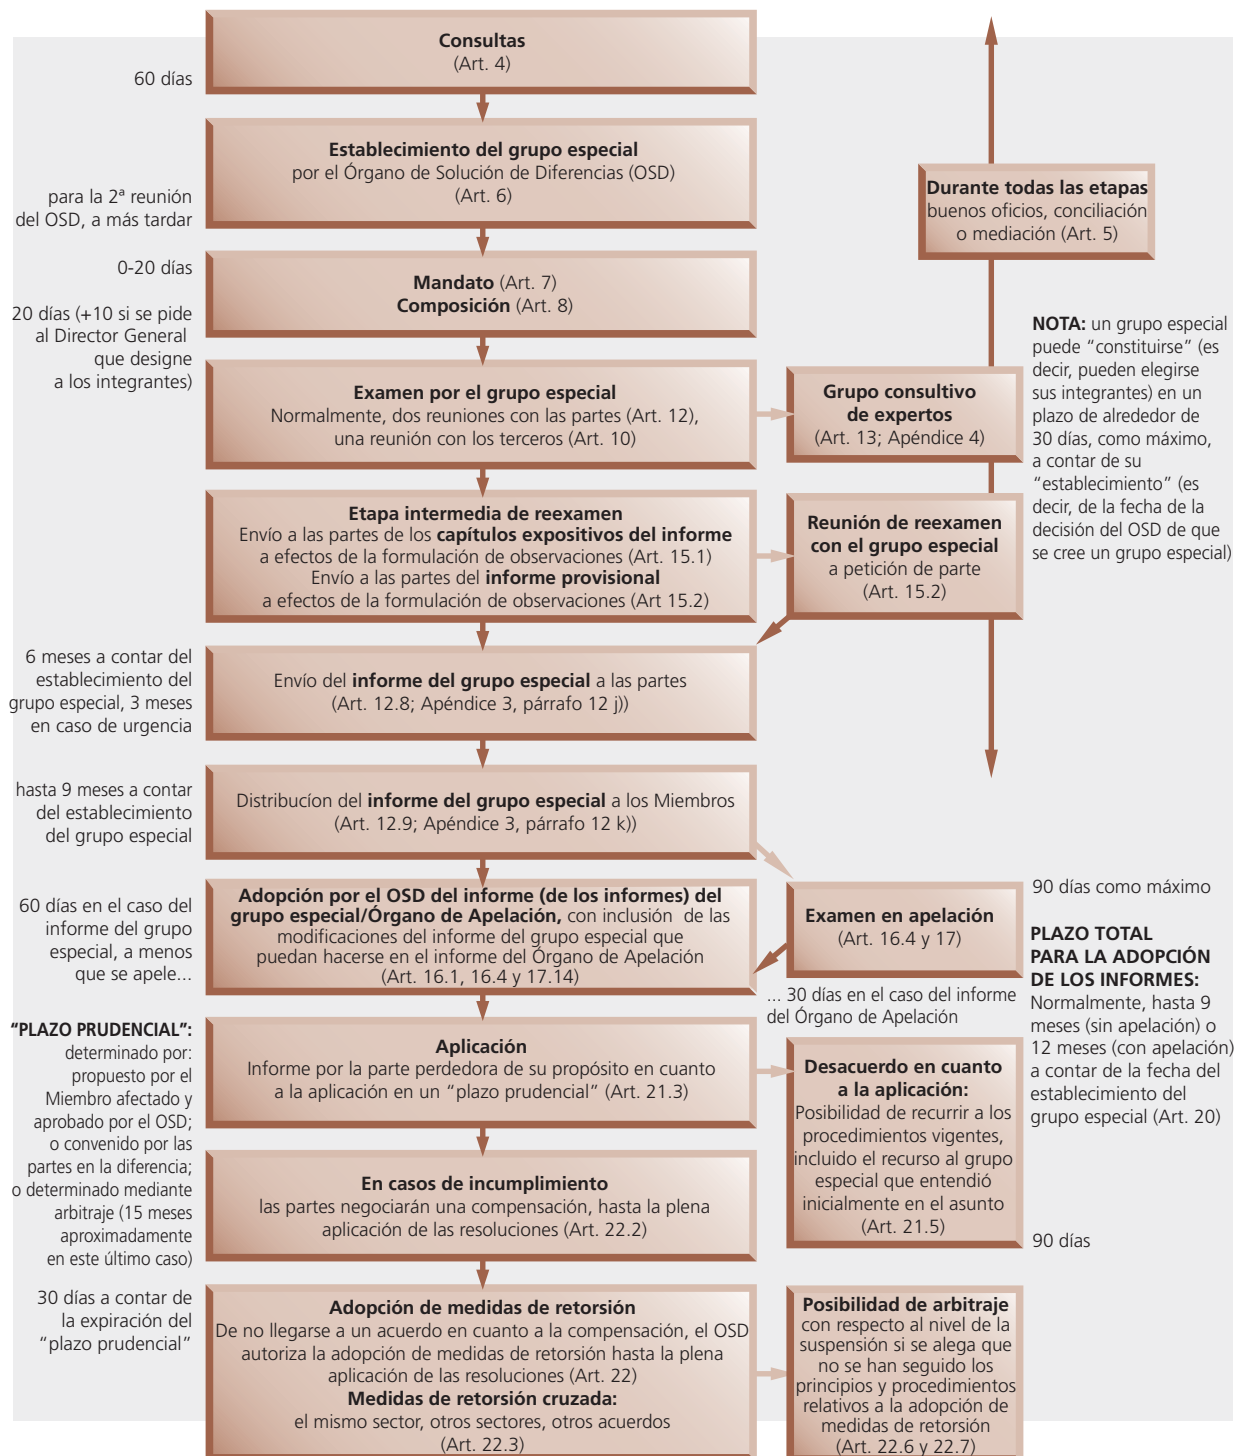 Consultas
(Art. 4)
60 días
Establecimiento del grupo especial
por el Órgano de Solución de Diferencias (OSD)
(Art. 6)
para la 2ª reunión
del OSD, a más tardar
Durante todas las etapas
buenos oficios, conciliación
o mediación (Art. 5)
0-20 días
Mandato (Art. 7)
Composición (Art. 8)
20 días (+10 si se pide
al Director General
que designe
a los integrantes)
Examen por el grupo especial
Normalmente, dos reuniones con las partes (Art. 12),
una reunión con los terceros (Art. 10)
Grupo consultivo
de expertos
(Art. 13; Apéndice 4)
NOTA: un grupo especial
puede “constituirse” (es
decir, pueden elegirse
sus integrantes) en un
plazo de alrededor de
30 días, como máximo,
a contar de su
“establecimiento” (es
decir, de la fecha de la
decisión del OSD de que
se cree un grupo especial)
Etapa intermedia de reexamen
Envío a las partes de los capítulos expositivos del informe
a efectos de la formulación de observaciones (Art. 15.1)
Envío a las partes del informe provisional
a efectos de la formulación de observaciones (Art 15.2)
Reunión de reexamen
con el grupo especial
a petición de parte
(Art. 15.2)
6 meses a contar del
establecimiento del
grupo especial, 3 meses
en caso de urgencia
Envío del informe del grupo especial a las partes
(Art. 12.8; Apéndice 3, párrafo 12 j))
hasta 9 meses a contar
del establecimiento
del grupo especial
Distribucíon del informe del grupo especial a los Miembros
(Art. 12.9; Apéndice 3, párrafo 12 k))
60 días en el caso del
informe del grupo
especial, a menos
que se apele...
Adopción por el OSD del informe (de los informes) del
grupo especial/Órgano de Apelación, con inclusión de las
modificaciones del informe del grupo especial que
puedan hacerse en el informe del Órgano de Apelación
(Art. 16.1, 16.4 y 17.14)
Examen en apelación
(Art. 16.4 y 17)
90 días como máximo
... 30 días en el caso del informe
del Órgano de Apelación
PLAZO TOTAL
PARA LA ADOPCIÓN
DE LOS INFORMES:
Normalmente, hasta 9
meses (sin apelación) o
12 meses (con apelación)
a contar de la fecha del
establecimiento del
grupo especial (Art. 20)
“PLAZO PRUDENCIAL”:
determinado por:
propuesto por el
Miembro afectado y
aprobado por el OSD;
o convenido por las
partes en la diferencia;
o determinado mediante
arbitraje (15 meses
aproximadamente
en este último caso)
Aplicación
Informe por la parte perdedora de su propósito en cuanto
a la aplicación en un “plazo prudencial” (Art. 21.3)
Desacuerdo en cuanto
a la aplicación:
Posibilidad de recurrir a los
procedimientos vigentes,
incluido el recurso al grupo
especial que entendió
inicialmente en el asunto
(Art. 21.5)
90 días
En casos de incumplimiento
las partes negociarán una compensación, hasta la plena
aplicación de las resoluciones (Art. 22.2)
30 días a contar de
la expiración del
“plazo prudencial”
Adopción de medidas de retorsión
De no llegarse a un acuerdo en cuanto a la compensación, el OSD
autoriza la adopción de medidas de retorsión hasta la plena
aplicación de las resoluciones (Art. 22)
Medidas de retorsión cruzada:
el mismo sector, otros sectores, otros acuerdos
(Art. 22.3)
Posibilidad de arbitraje
con respecto al nivel de la
suspensión si se alega que
no se han seguido los
principios y procedimientos
relativos a la adopción de
medidas de retorsión
(Art. 22.6 y 22.7)